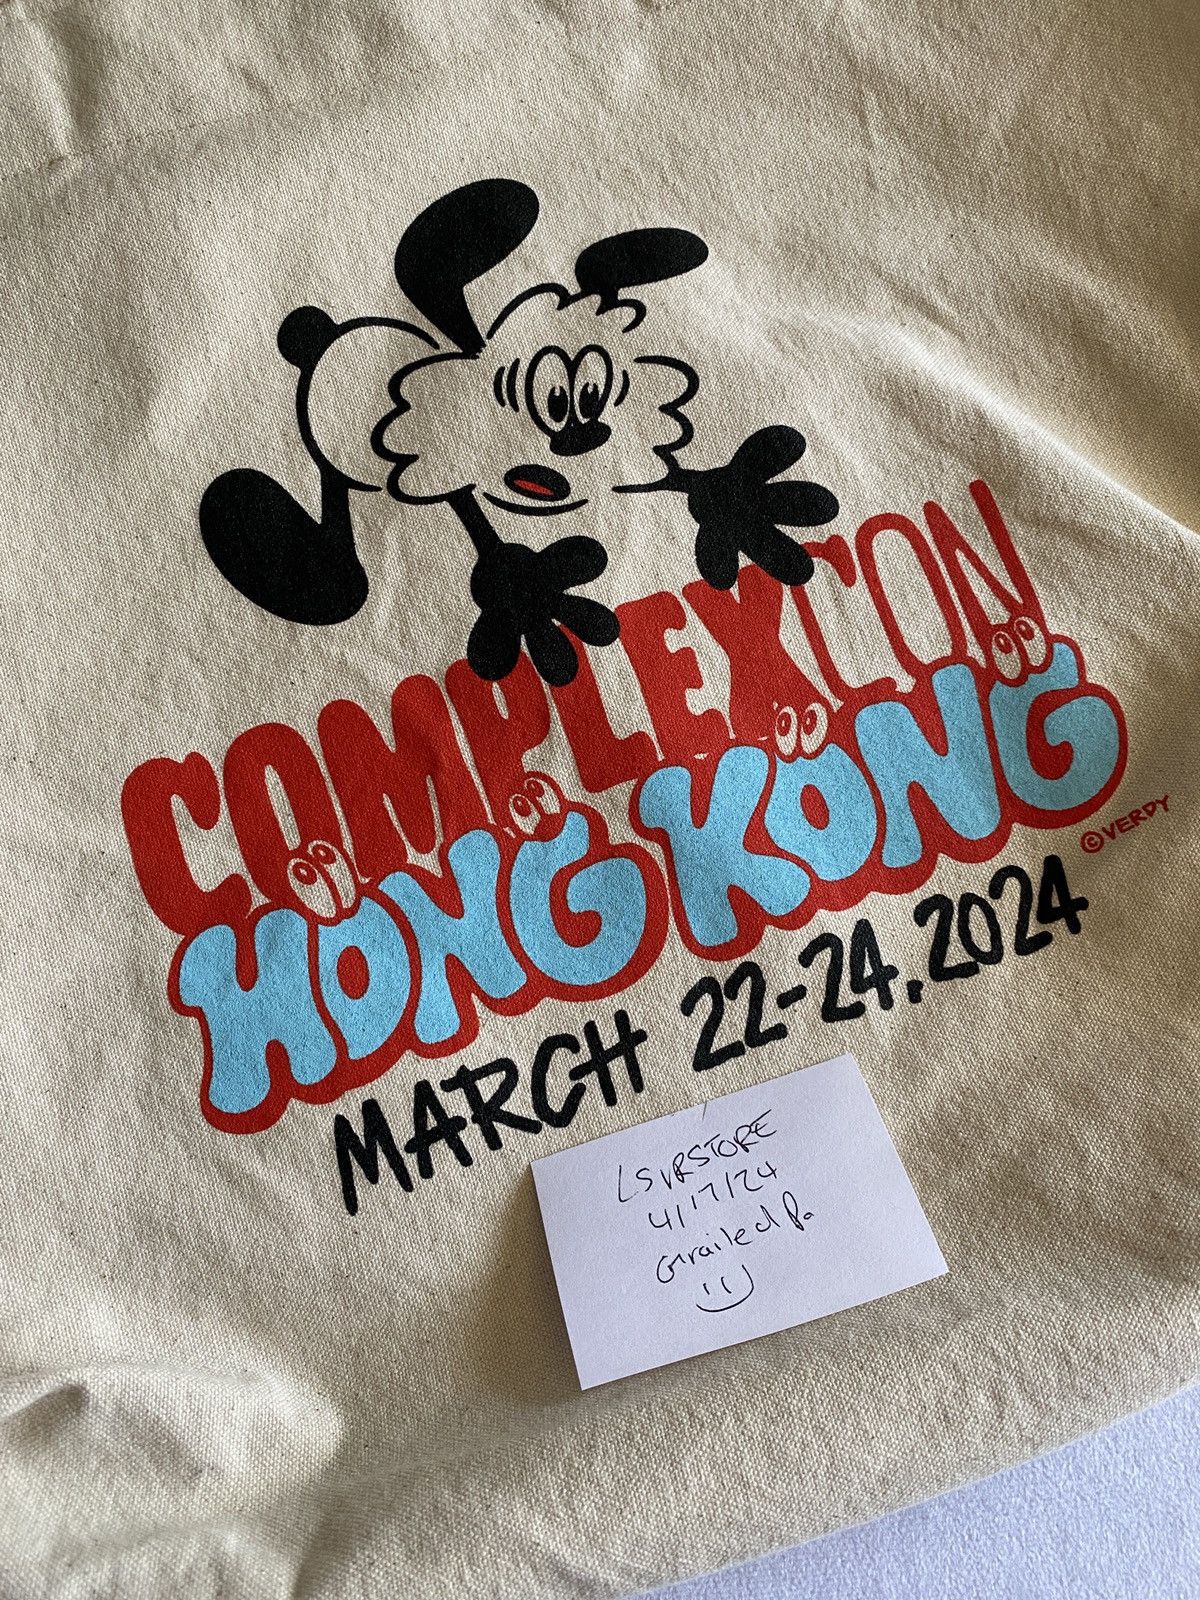 COMPLEXCON
HONG KONG
©VERDY
MARCH 22-24.2024
LSVRSTORE
4/17/24
Grailed